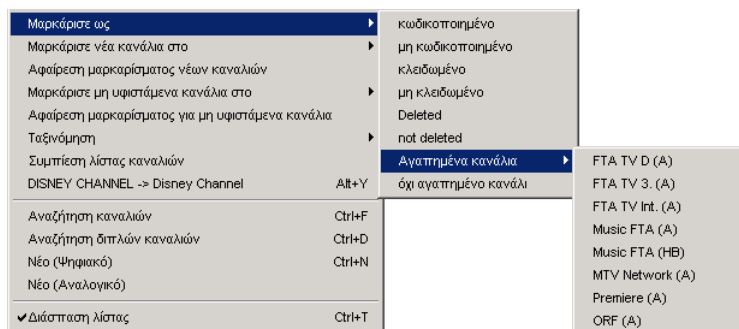 Μαρκάρισε ως
Μαρκάρισε νέα κανάλια στο
Αφαίρεση μαρκαρίσματος νέων καναλιών
Μαρκάρισε μη υφιστάμενα κανάλια στο
Αφαίρεση μαρκαρίσματος για μη υφιστάμενα κανάλια
Ταξινόμηση
Συμπίεση λίστας καναλιών
DISNEY CHANNEL -> Disney Channel Alt+Y
Αναζήτηση καναλιών Ctrl+F
Αναζήτηση διπλών καναλιών Ctrl+D
Νέο (Ψηφιακό) Ctrl+N
Νέο (Αναλογικό)
✔Διάσπαση λίστας Ctrl+T
κωδικοποιημένο
μη κωδικοποιημένο
κλειδωμένο
μη κλειδωμένο
Deleted
not deleted
Αγαπημένα κανάλια
όχι αγαπημένο κανάλι
FTA TV D (A)
FTA TV 3. (A)
FTA TV Int. (A)
Music FTA (A)
Music FTA (HB)
MTV Network (A)
Premiere (A)
ORF (A)